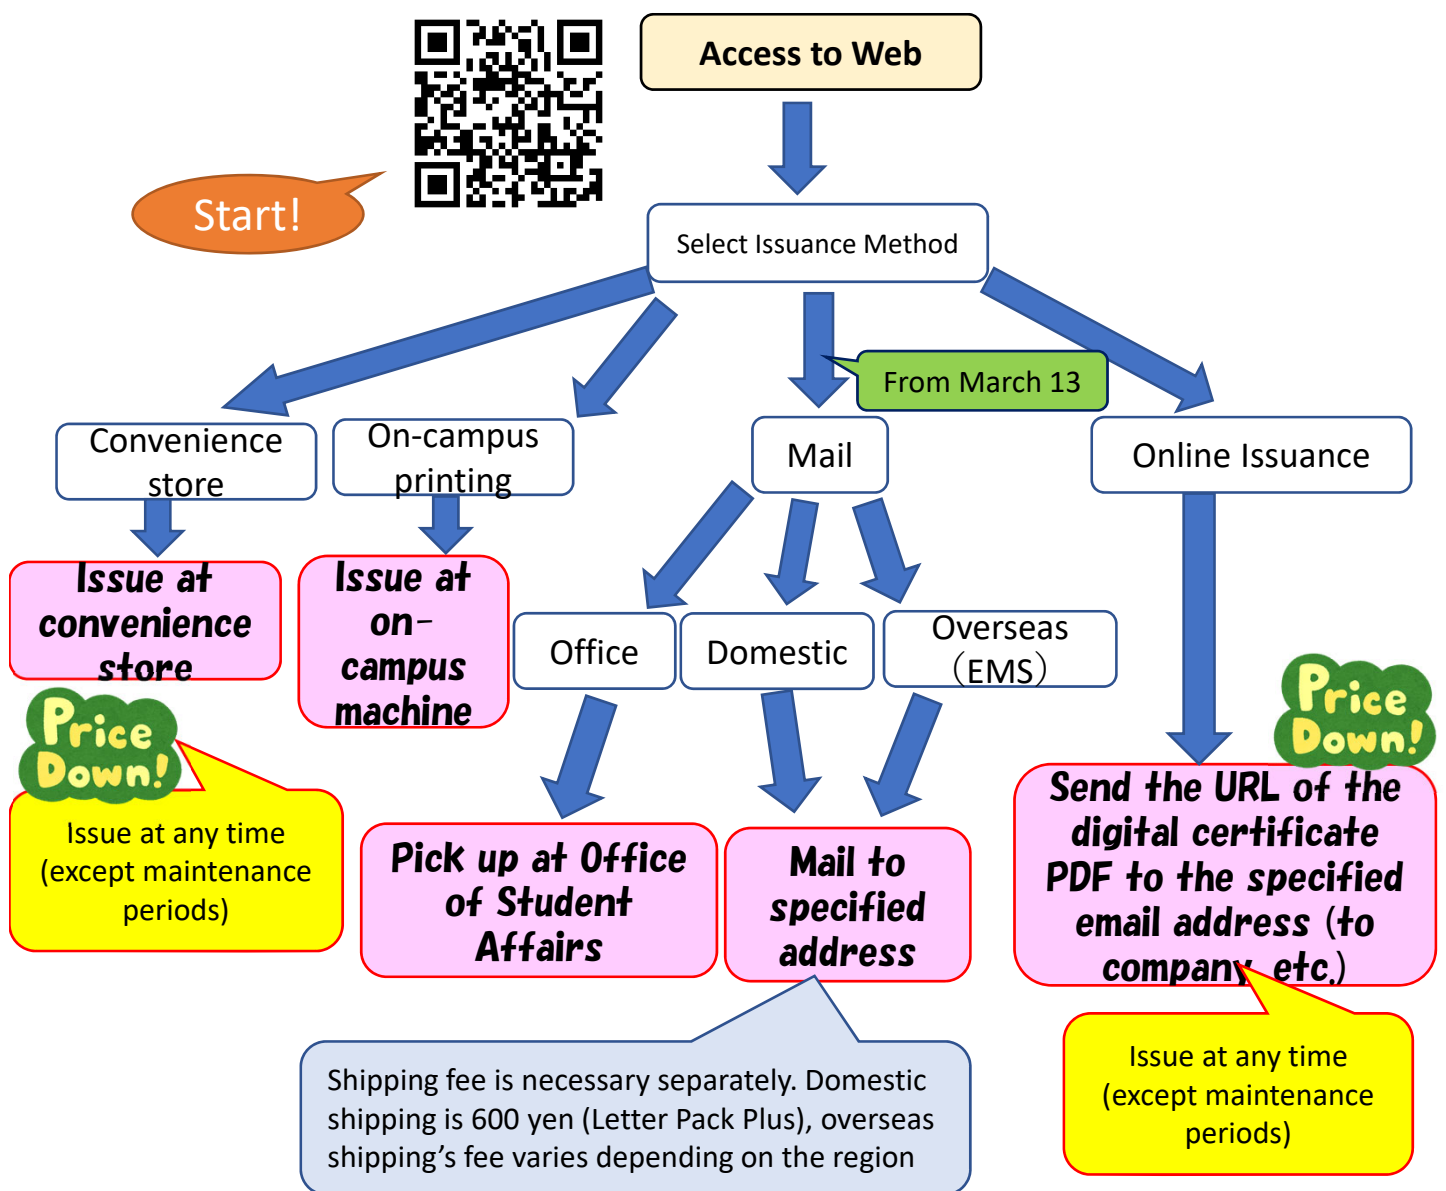 Access to Web
Start!
Select Issuance Method
From March 13
Convenience
store
On-campus
printing
Mail
Online Issuance
Issue at
convenience
store
Issue at
on-
campus
machine
Office
Domestic
Overseas
（EMS）
Price
Down!
Price
Down!
Issue at any time
(except maintenance
periods)
Pick up at Office
of Student
Affairs
Mail to
specified
address
Send the URL of the
digital certificate
PDF to the specified
email address (to
company, etc.)
Shipping fee is necessary separately. Domestic
shipping is 600 yen (Letter Pack Plus), overseas
shipping’s fee varies depending on the region
Issue at any time
(except maintenance
periods)